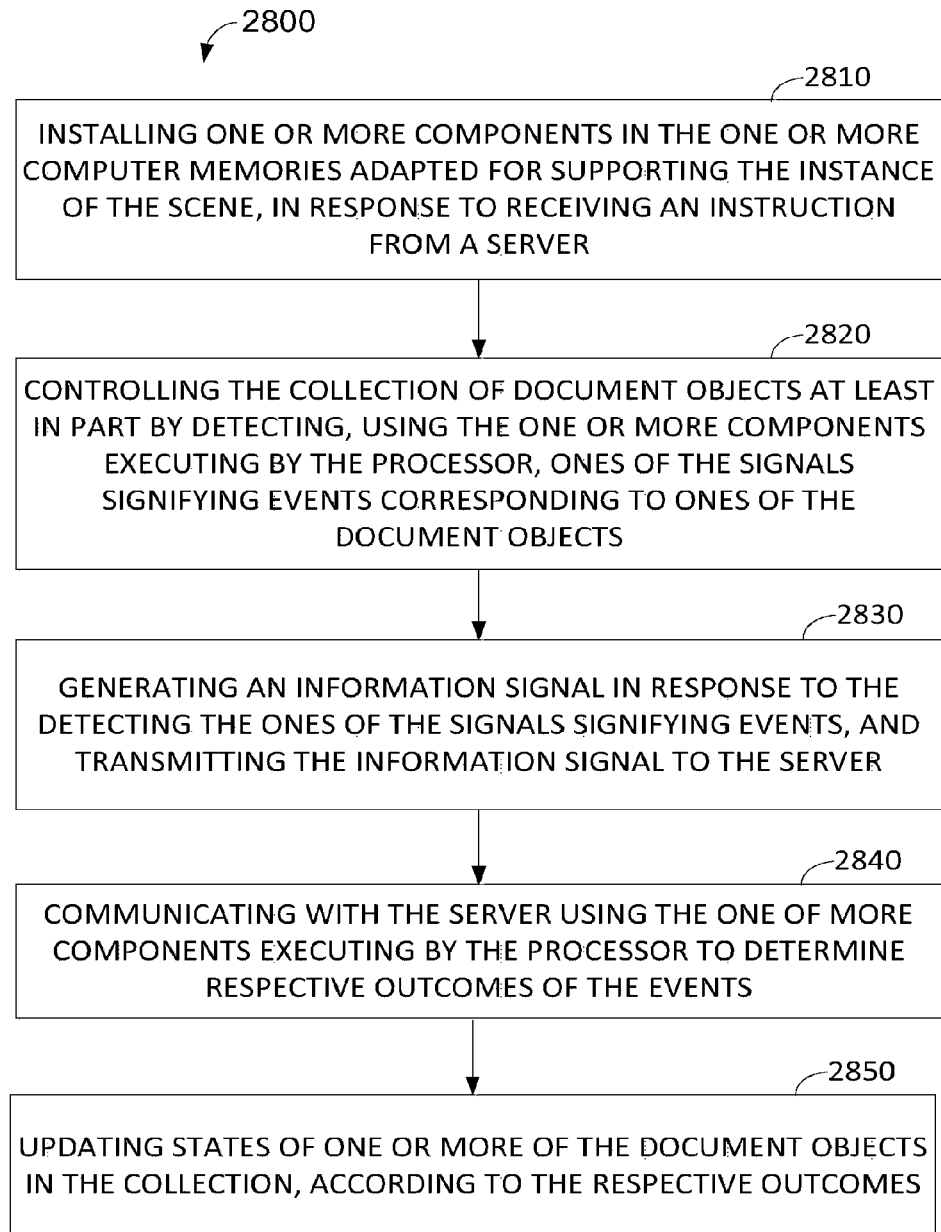 2800
2810
INSTALLING ONE OR MORE COMPONENTS IN THE ONE OR MORE
COMPUTER MEMORIES ADAPTED FOR SUPPORTING THE INSTANCE
OF THE SCENE, IN RESPONSE TO RECEIVING AN INSTRUCTION
FROM A SERVER
2820
CONTROLLING THE COLLECTION OF DOCUMENT OBJECTS AT LEAST
IN PART BY DETECTING, USING THE ONE OR MORE COMPONENTS
EXECUTING BY THE PROCESSOR, ONES OF THE SIGNALS
SIGNIFYING EVENTS CORRESPONDING TO ONES OF THE
DOCUMENT OBJECTS
2830
GENERATING AN INFORMATION SIGNAL IN RESPONSE TO THE
DETECTING THE ONES OF THE SIGNALS SIGNIFYING EVENTS, AND
TRANSMITTING THE INFORMATION SIGNAL TO THE SERVER
2840
COMMUNICATING WITH THE SERVER USING THE ONE OF MORE
COMPONENTS EXECUTING BY THE PROCESSOR TO DETERMINE
RESPECTIVE OUTCOMES OF THE EVENTS
2850
UPDATING STATES OF ONE OR MORE OF THE DOCUMENT OBJECTS
IN THE COLLECTION, ACCORDING TO THE RESPECTIVE OUTCOMES